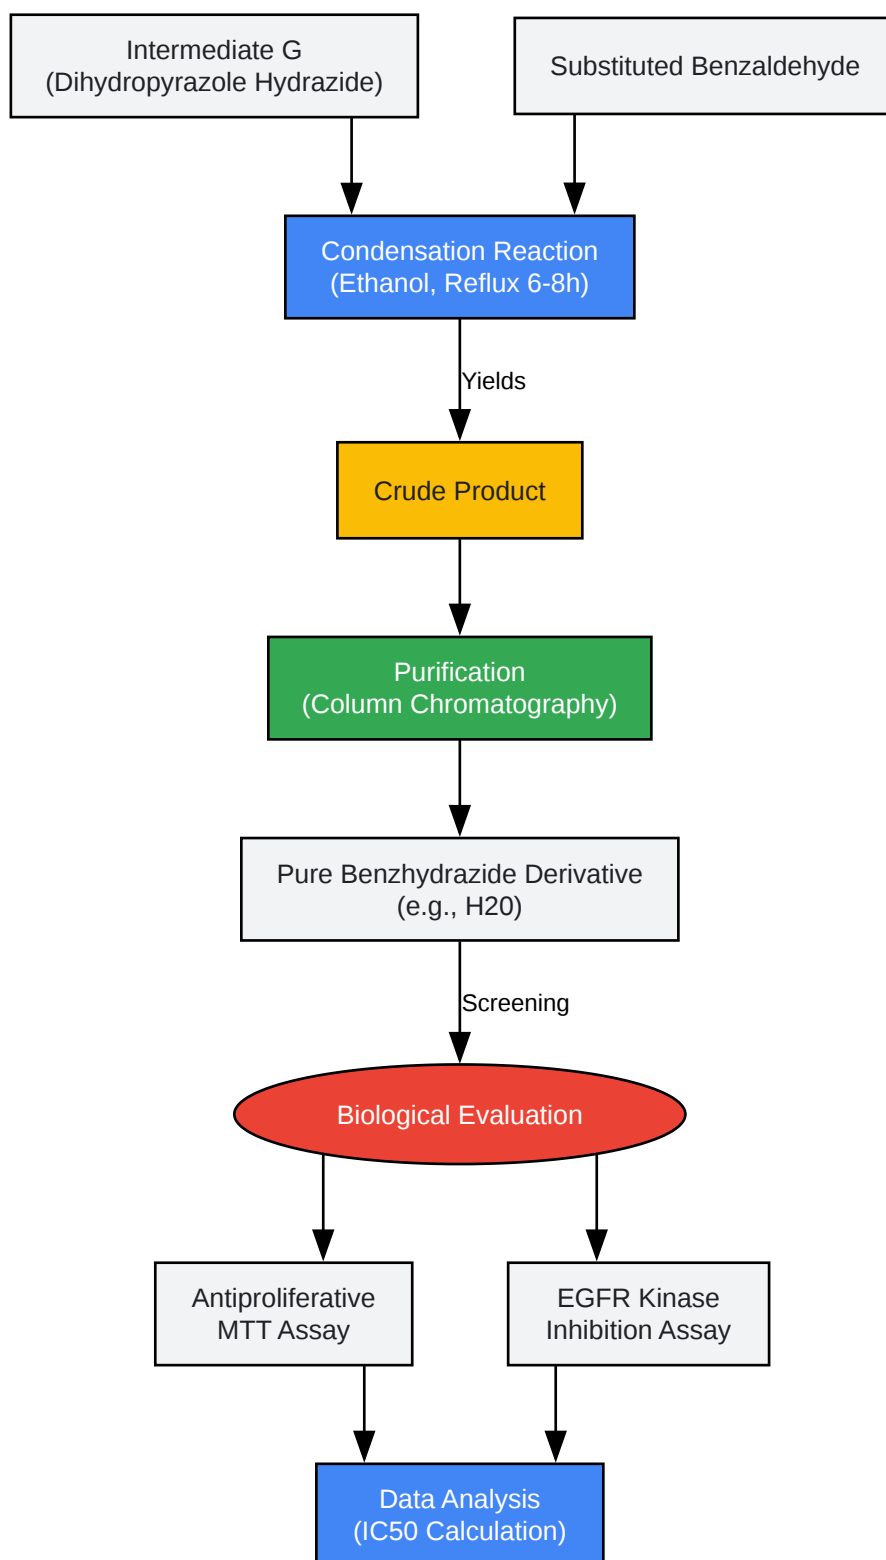 Intermediate G
(Dihydropyrazole Hydrazide)
Substituted Benzaldehyde
Condensation Reaction
(Ethanol, Reflux 6-8h)
Yields
Crude Product
Purification
(Column Chromatography)
Pure Benzhydrazide Derivative
(e.g., H20)
Screening
Biological Evaluation
Antiproliferative
MTT Assay
EGFR Kinase
Inhibition Assay
Data Analysis
(IC50 Calculation)